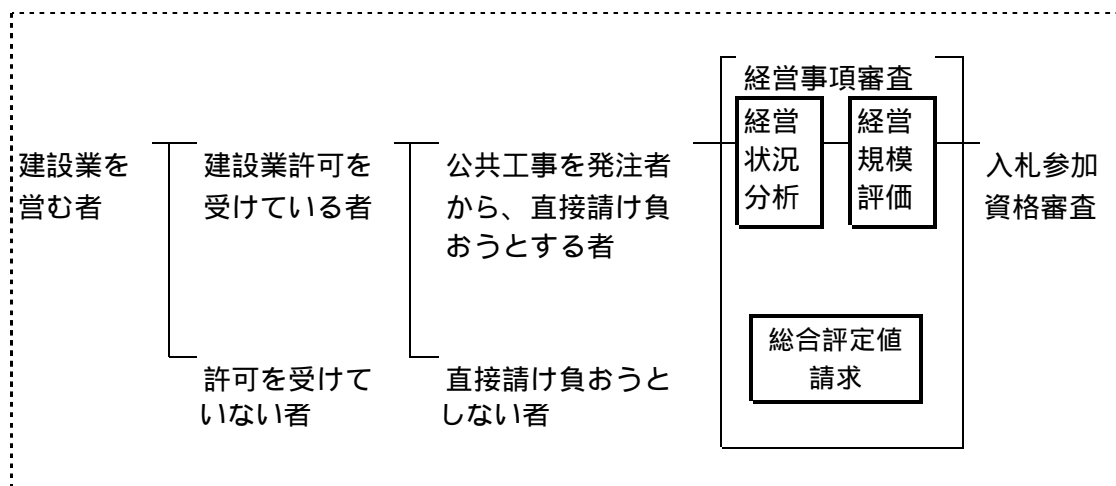 建設業を
営む者
建設業許可を
受けている者
許可を受けて
いない者
公共工事を発注者
から、直接請け負
おうとする者
直接請け負おうと
しない者
経営事項審査
経営
状況
分析
経営
規模
評価
総合評定値
請求
入札参加
資格審査